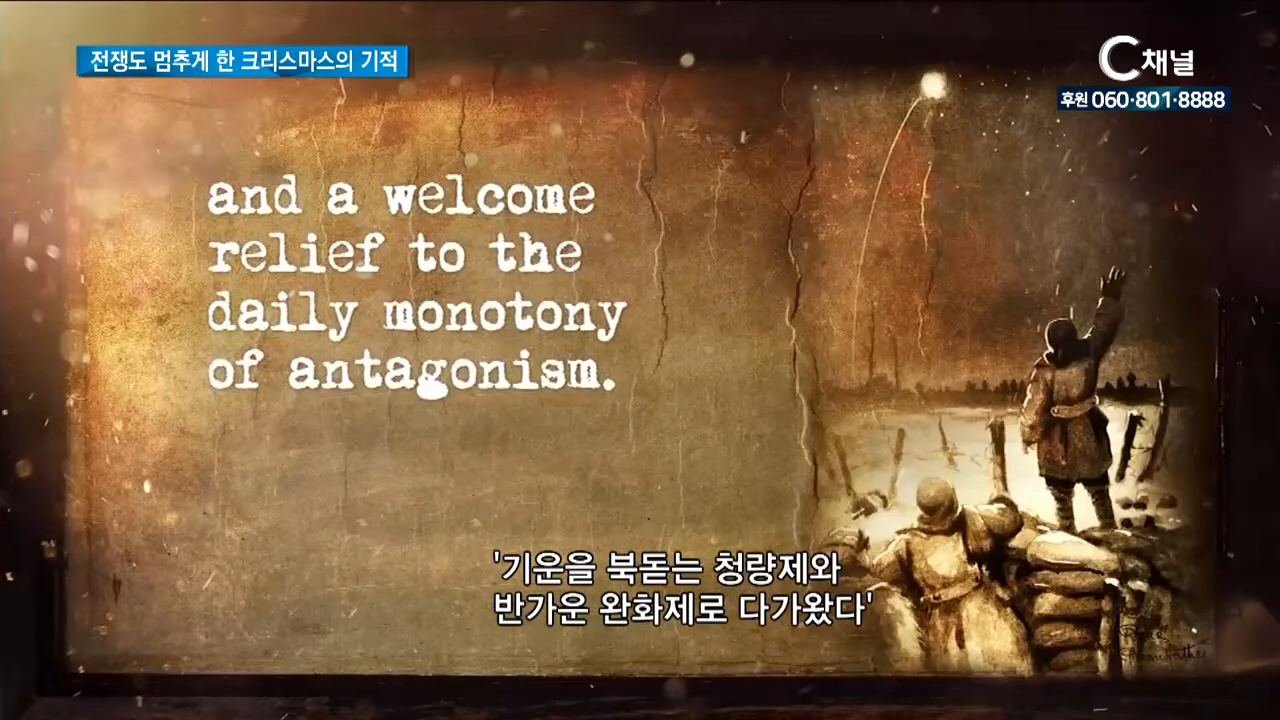 전쟁도 멈추게 한 크리스마스의 기적
C채널
후원 060·801·8888
and a welcome
relief to the
daily monotony
of antagonism.
'기운을 북돋는 청량제와
반가운 완화제로 다가왔다'